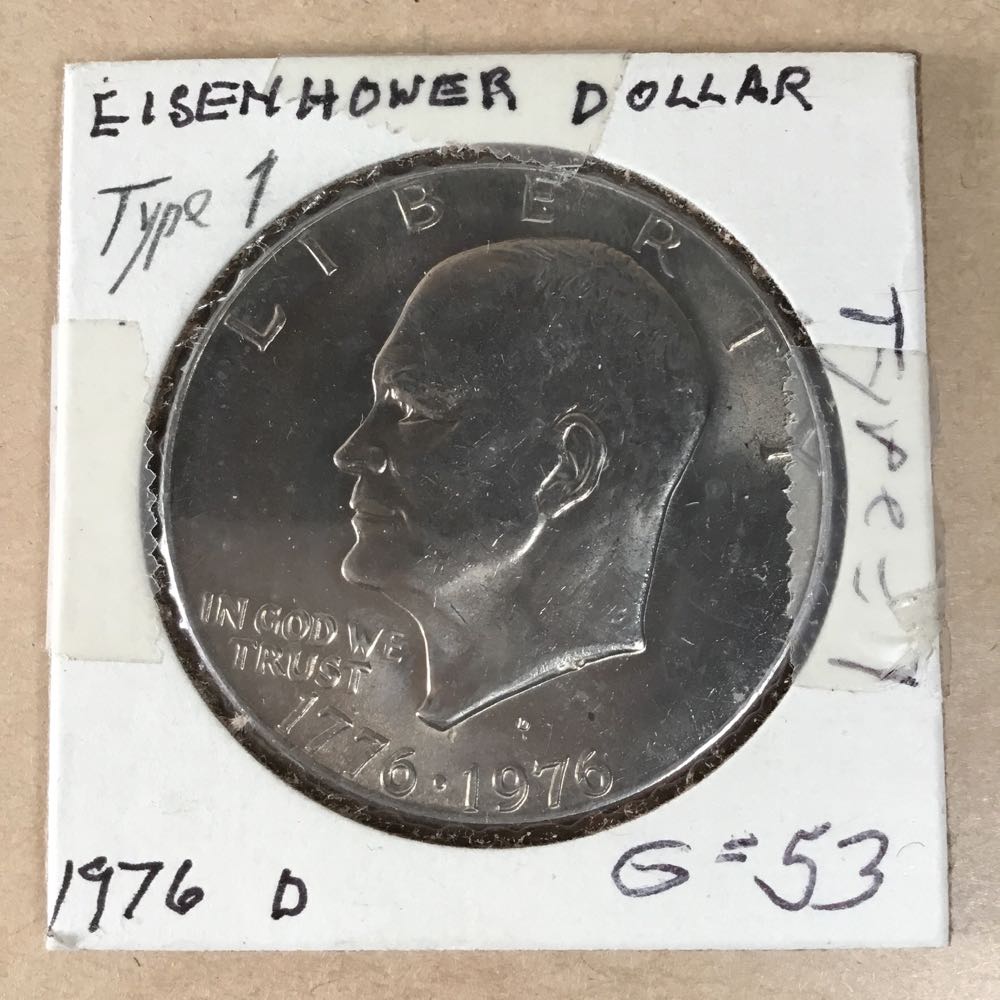 EISENHOWER DOLLAR
Type 1
LIBERTY
Type - 1
IN GOD WE
TRUST
D
1776 · 1976
1976 D
G = 53